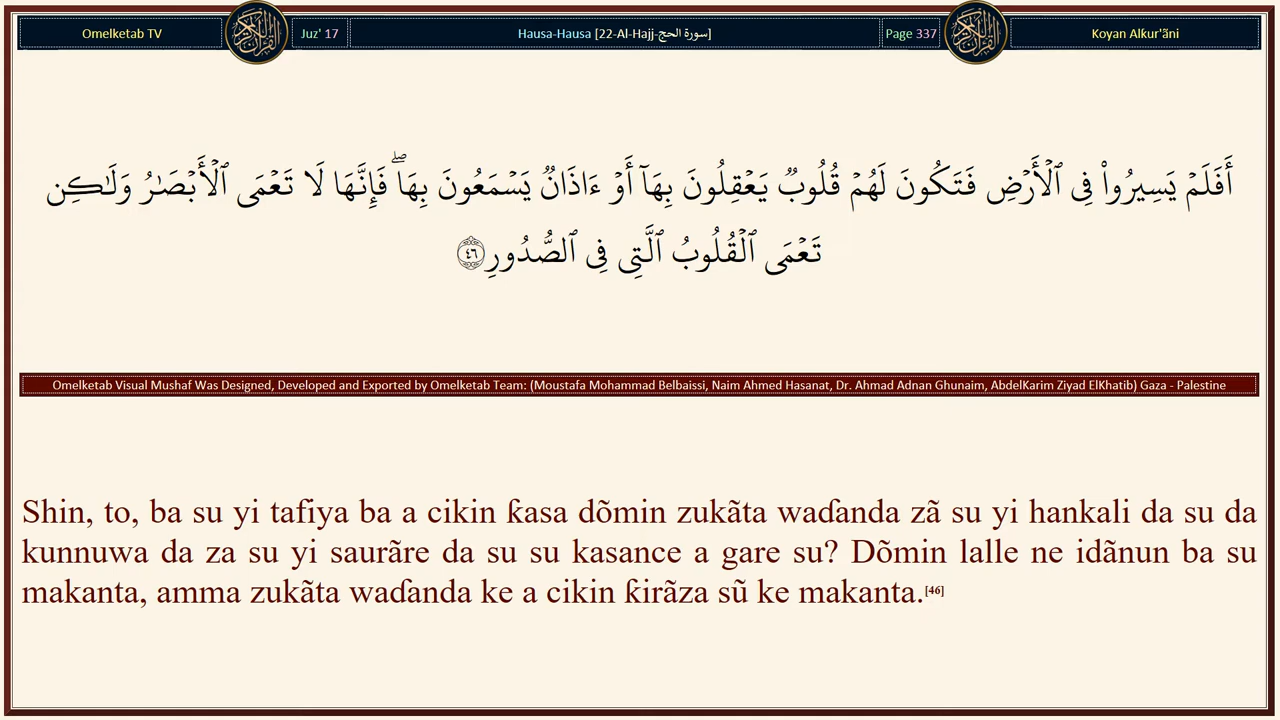 Omelketab TV
Juz' 17
Hausa-Hausa [22-Al-Hajj-سورة الحج]
Page 337
Koyan Alƙur'ãni
أَفَلَمۡ يَسِيرُواْ فِي ٱلۡأَرۡضِ فَتَكُونَ لَهُمۡ قُلُوبٞ يَعۡقِلُونَ بِهَآ أَوۡ ءَاذَانٞ يَسۡمَعُونَ بِهَاۖ فَإِنَّهَا لَا تَعۡمَى ٱلۡأَبۡصَٰرُ وَلَٰكِن
تَعۡمَى ٱلۡقُلُوبُ ٱلَّتِي فِي ٱلصُّدُورِ ٤٦
Omelketab Visual Mushaf Was Designed, Developed and Exported by Omelketab Team: (Moustafa Mohammad Belbaissi, Naim Ahmed Hasanat, Dr. Ahmad Adnan Ghunaim, AbdelKarim Ziyad ElKhatib) Gaza - Palestine
Shin, to, ba su yi tafiya ba a cikin ƙasa dõmin zukãta waɗanda zã su yi hankali da su da
kunnuwa da za su yi saurãre da su su kasance a gare su? Dõmin lalle ne idãnun ba su
makanta, amma zukãta waɗanda ke a cikin ƙirãza sũ ke makanta.[46]